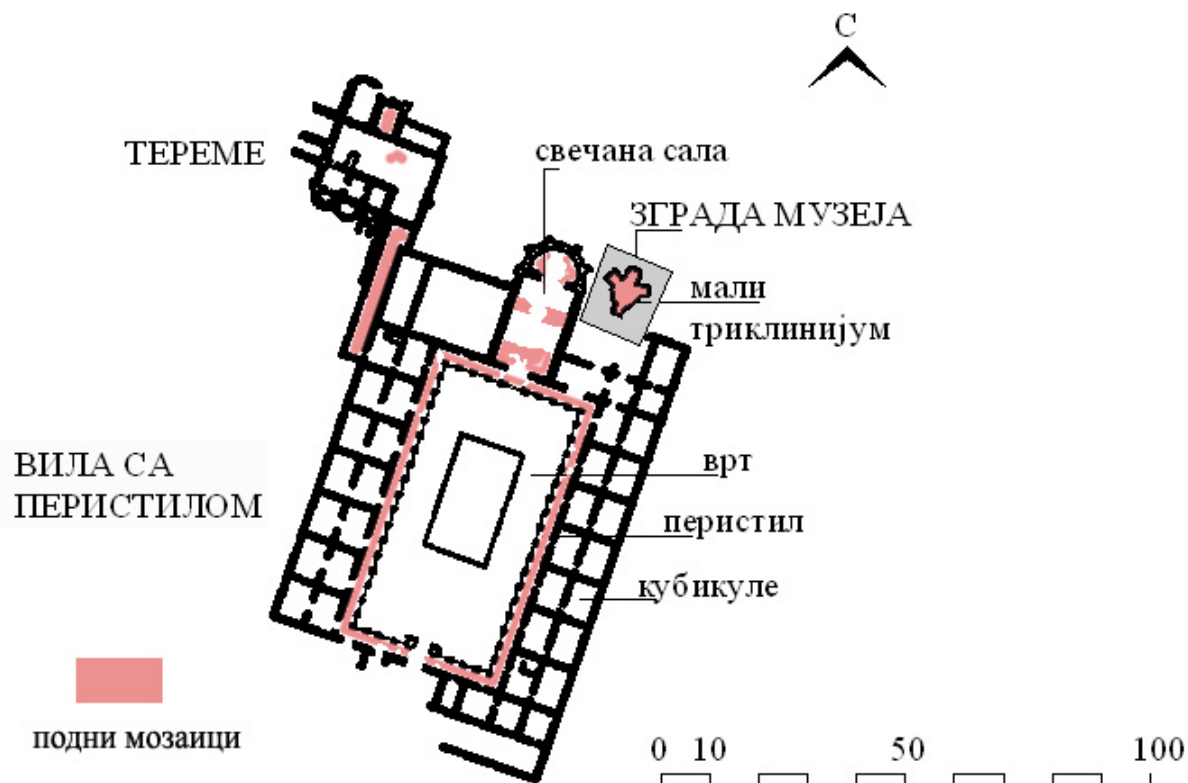 С
ТЕРЕМЕ
свечана сала
ЗГРАДА МУЗЕЈА
мали
триклинијум
ВИЛА СА
ПЕРИСТИЛОМ
врт
перистил
кубикуле
подни мозаици
0 10 50 100